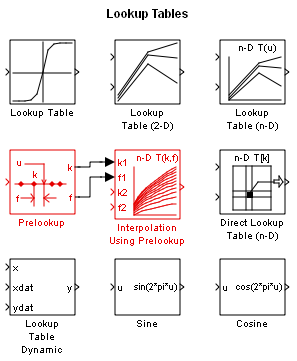 Lookup Tables
n-D T(u)
Lookup Table
Lookup
Table (2-D)
Lookup
Table (n-D)
u
k
f
k
f
Prelookup
n-D T(k,f)
k1
f1
k2
f2
Interpolation
Using Prelookup
n-D T[k]
Direct Lookup
Table (n-D)
x
xdat
ydat
y
Lookup
Table
Dynamic
u sin(2*pi*u)
Sine
u cos(2*pi*u)
Cosine